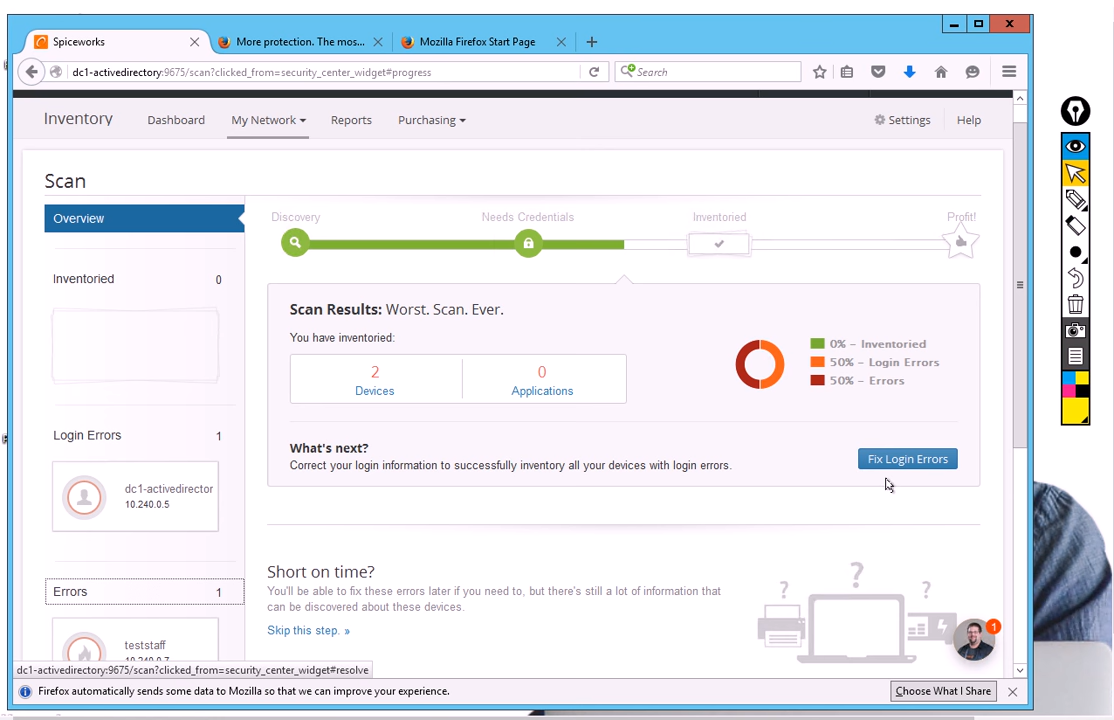 Spiceworks
More protection. The mos...
Mozilla Firefox Start Page
dc1-activedirectory:9675/scan?clicked_from=security_center_widget#progress
Search
Inventory
Dashboard
My Network
Reports
Purchasing
Settings
Help
Scan
Overview
Discovery
Needs Credentials
Inventoried
Profit!
Inventoried 0
Scan Results: Worst. Scan. Ever.
You have inventoried:
2
Devices
0
Applications
0% - Inventoried
50% - Login Errors
50% - Errors
Login Errors 1
What's next?
Correct your login information to successfully inventory all your devices with login errors.
Fix Login Errors
dc1-activedirector
10.240.0.5
Short on time?
You'll be able to fix these errors later if you need to, but there's still a lot of information that
can be discovered about these devices.
Skip this step. »
? ? ?
Errors 1
teststaff
10.240.0.7
1
dc1-activedirectory:9675/scan?clicked_from=security_center_widget#resolve
Firefox automatically sends some data to Mozilla so that we can improve your experience.
Choose What I Share